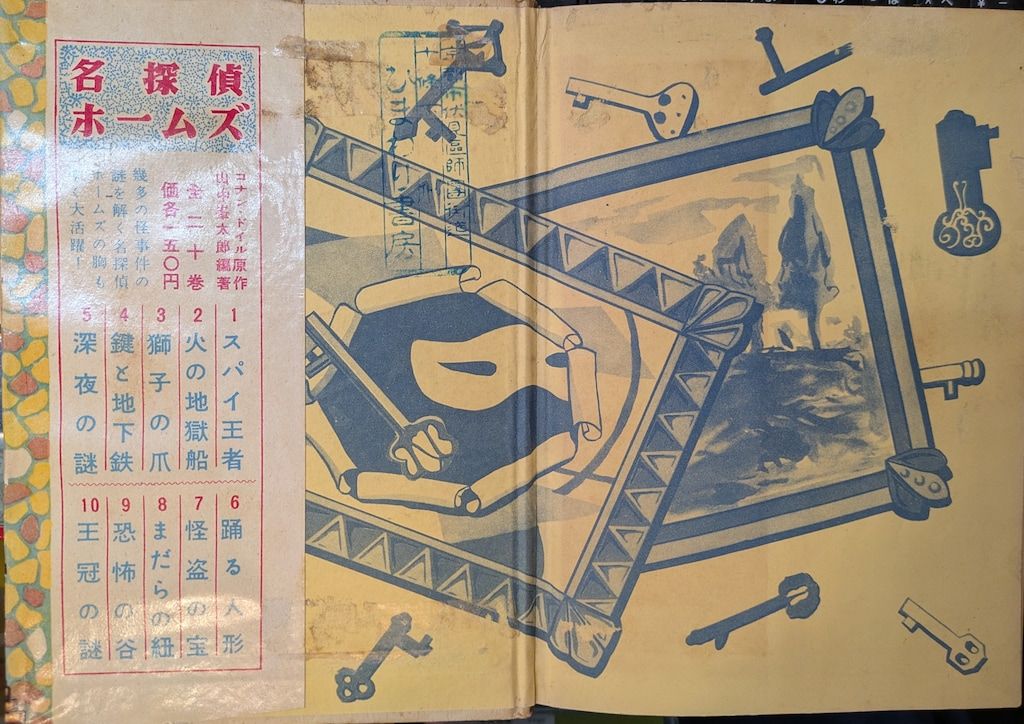 名探偵
ホームズ
コナン・ドイル原作
山中峯太郎編著
全二十巻
価各一五〇円
幾多の怪事件の
謎を解く名探偵
ホームズの胸も
大活躍!
1 スパイ王者
2 火の地獄船
3 獅子の爪
4 鍵と地下鉄
5 深夜の謎
6 踊る人形
7 怪盗の宝
8 まだらの紐
9 恐怖の谷
10 王冠の謎
書房